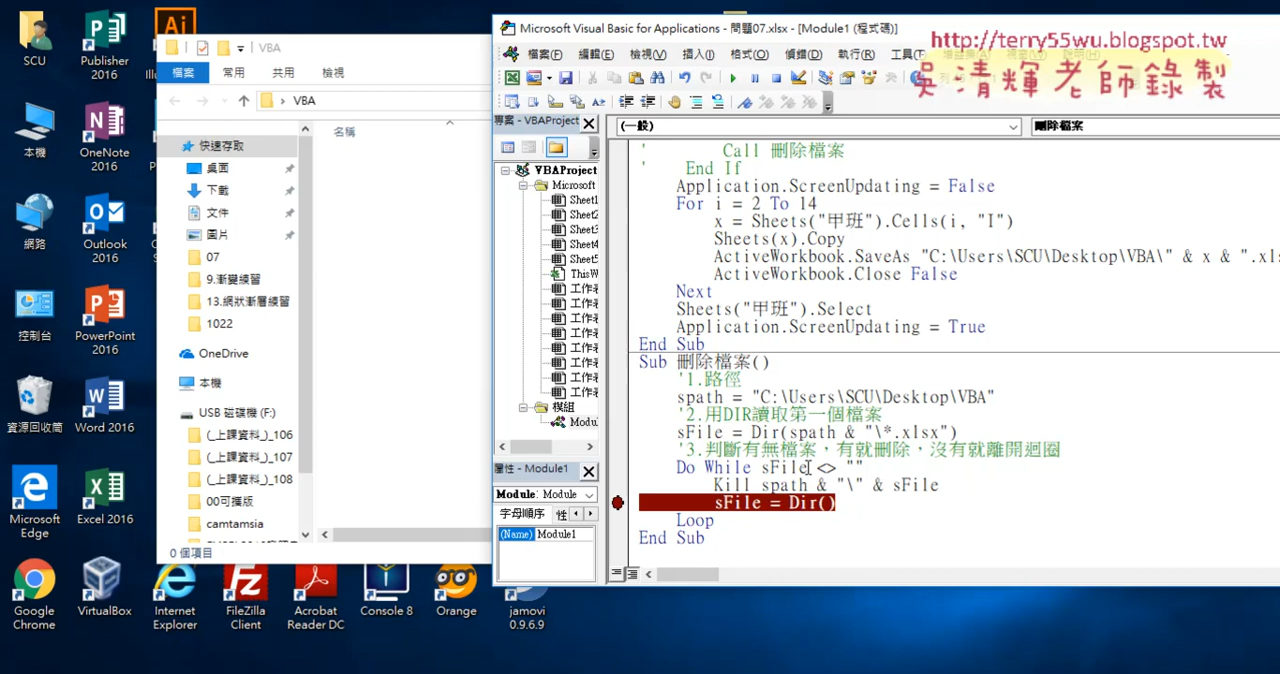 SCU
Publisher
2016
本機
OneNote
2016
網路
Outlook
2016
控制台
PowerPoint
2016
資源回收筒
Word 2016
Microsoft
Edge
Excel 2016
Google
Chrome
VirtualBox
Internet
Explorer
FileZilla
Client
Acrobat
Reader DC
Console 8
Orange
jamovi
0.9.6.9
Ai
VBA
檔案
常用
共用
檢視
VBA
名稱
快速存取
桌面
下載
文件
圖片
07
9.漸變練習
13.網狀漸層練習
1022
OneDrive
本機
USB 磁碟機 (F:)
(_上課資料_)_106
(_上課資料_)_107
(_上課資料_)_108
00可攜版
camtamsia
0 個項目
Microsoft Visual Basic for Applications - 問題07.xlsx - [Module1 (程式碼)]
http://terry55wu.blogspot.tw
吳清輝老師錄製
檔案(F)
編輯(E)
檢視(V)
插入(I)
格式(O)
偵錯(D)
執行(R)
工具(
專案 - VBAProject
VBAProject
Microsoft
Sheet1
Sheet2
Sheet3
Sheet4
Sheet5
ThisW
工作
工作
工作
工作
工作
工作
工作
工作
模組
Modu
屬性 - Module1
Module1 Module
字母順序
性
(Name) Module1
(一般)
刪除檔案
' Call 刪除檔案
' End If
Application.ScreenUpdating = False
For i = 2 To 14
x = Sheets("甲班").Cells(i, "I")
Sheets(x).Copy
ActiveWorkbook.SaveAs "C:\Users\SCU\Desktop\VBA\" & x & ".xls
ActiveWorkbook.Close False
Next
Sheets("甲班").Select
Application.ScreenUpdating = True
End Sub
Sub 刪除檔案()
'1.路徑
spath = "C:\Users\SCU\Desktop\VBA"
'2.用DIR讀取第一個檔案
sFile = Dir(spath & "\*.xlsx")
'3.判斷有無檔案，有就刪除，沒有就離開迴圈
Do While sFile <> ""
Kill spath & "\" & sFile
sFile = Dir()
Loop
End Sub